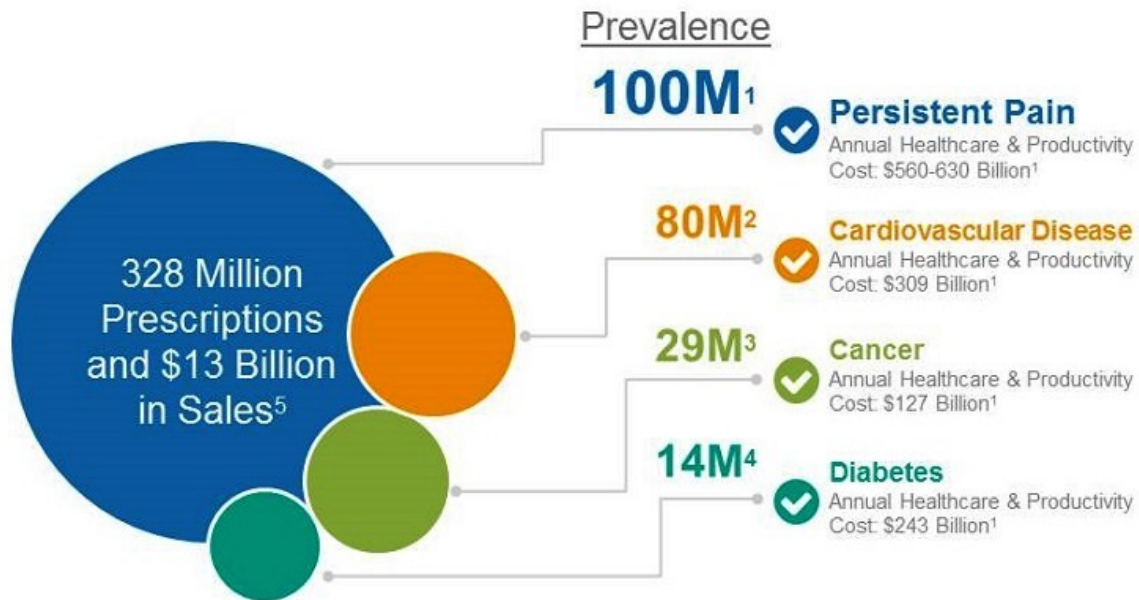 Prevalence
100M¹
Persistent Pain
Annual Healthcare & Productivity
Cost: $560-630 Billion¹
328 Million
Prescriptions
and $13 Billion
in Sales⁵
80M²
Cardiovascular Disease
Annual Healthcare & Productivity
Cost: $309 Billion¹
29M³
Cancer
Annual Healthcare & Productivity
Cost: $127 Billion¹
14M⁴
Diabetes
Annual Healthcare & Productivity
Cost: $243 Billion¹